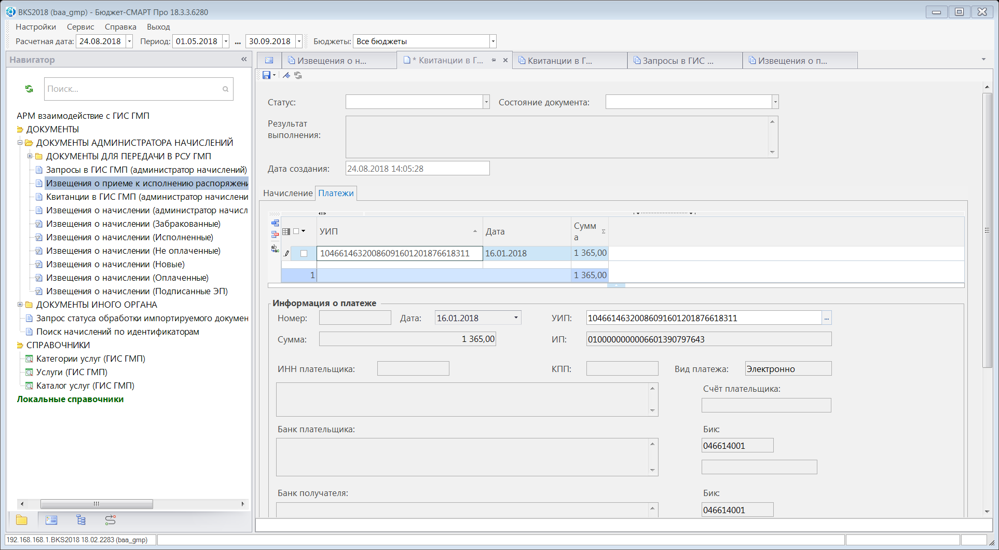 BKS2018 (baa_gmp) - Бюджет-СМАРТ Про 18.3.3.6280
Настройки Сервис Справка Выход
Расчетная дата: 24.08.2018 Период: 01.05.2018 ... 30.09.2018 Бюджеты: Все бюджеты
Навигатор «
Поиск...
АРМ взаимодействие с ГИС ГМП
ДОКУМЕНТЫ
ДОКУМЕНТЫ АДМИНИСТРАТОРА НАЧИСЛЕНИЙ
ДОКУМЕНТЫ ДЛЯ ПЕРЕДАЧИ В РСУ ГМП
Запросы в ГИС ГМП (администратор начислений)
Извещения о приеме к исполнению распоряжени
Квитанции в ГИС ГМП (администратор начислени
Извещения о начислении (администратор начисл
Извещения о начислении (Забракованные)
Извещения о начислении (Исполненные)
Извещения о начислении (Не оплаченные)
Извещения о начислении (Новые)
Извещения о начислении (Оплаченные)
Извещения о начислении (Подписанные ЭП)
ДОКУМЕНТЫ ИНОГО ОРГАНА
Запрос статуса обработки импортируемого докумен
Поиск начислений по идентификаторам
СПРАВОЧНИКИ
Категории услуг (ГИС ГМП)
Услуги (ГИС ГМП)
Каталог услуг (ГИС ГМП)
Локальные справочники
Извещения о н... * Квитанции в Г... Квитанции в Г... Запросы в ГИС ... Извещения о п...
Статус: Состояние документа:
Результат
выполнения:
Дата создания: 24.08.2018 14:05:28
Начисление Платежи
УИП Дата Сумм
а Σ
10466146320086091601201876618311 16.01.2018 1 365,00
1 1 365,00
Информация о платеже
Номер: Дата: 16.01.2018 УИП: 10466146320086091601201876618311 ...
Сумма: 1 365,00 ИП: 0100000000006601390797643
ИНН плательщика: КПП: Вид платежа: Электронно
Счёт плательщика:
Банк плательщика: Бик:
046614001
Банк получателя: Бик:
046614001
192.168.168.1.BKS2018 18.02.2283 (baa_gmp)